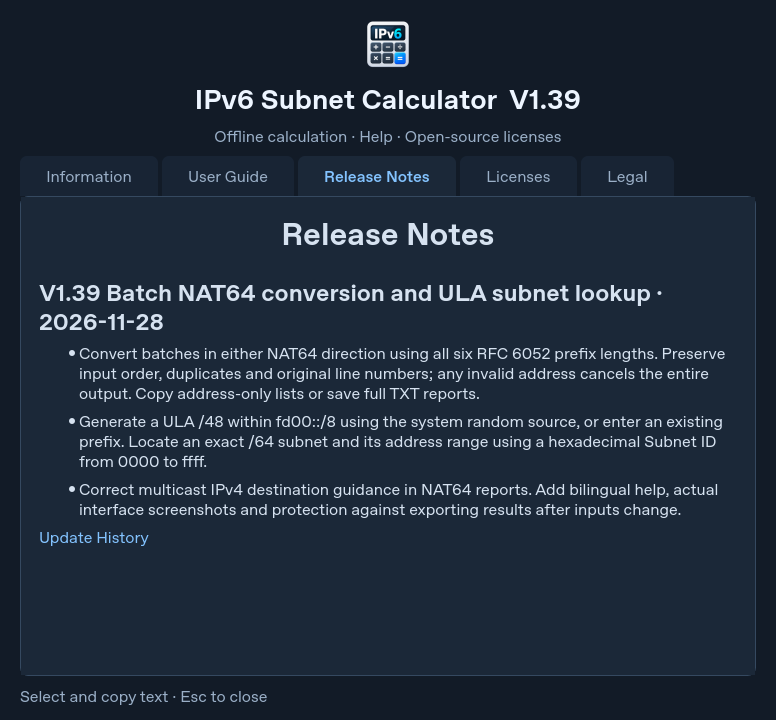 IPv6
IPv6 Subnet Calculator V1.39
Offline calculation · Help · Open-source licenses
Information
User Guide
Release Notes
Licenses
Legal
Release Notes
V1.39 Batch NAT64 conversion and ULA subnet lookup ·
2026-11-28
• Convert batches in either NAT64 direction using all six RFC 6052 prefix lengths. Preserve
input order, duplicates and original line numbers; any invalid address cancels the entire
output. Copy address-only lists or save full TXT reports.
• Generate a ULA /48 within fd00::/8 using the system random source, or enter an existing
prefix. Locate an exact /64 subnet and its address range using a hexadecimal Subnet ID
from 0000 to ffff.
• Correct multicast IPv4 destination guidance in NAT64 reports. Add bilingual help, actual
interface screenshots and protection against exporting results after inputs change.
Update History
Select and copy text · Esc to close